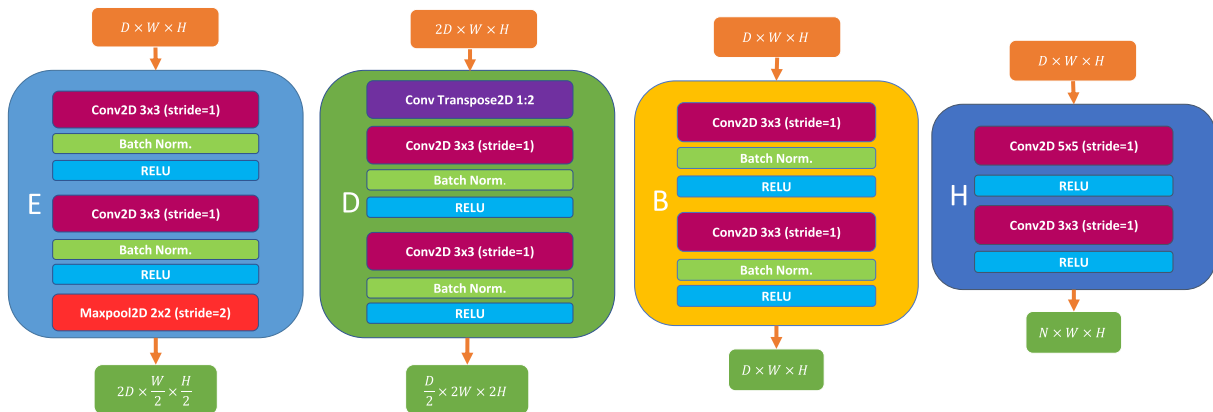 D × W × H
E
Conv2D 3x3 (stride=1)
Batch Norm.
RELU
Conv2D 3x3 (stride=1)
Batch Norm.
RELU
Maxpool2D 2x2 (stride=2)
2D × W/2 × H/2
2D × W × H
D
Conv Transpose2D 1:2
Conv2D 3x3 (stride=1)
Batch Norm.
RELU
Conv2D 3x3 (stride=1)
Batch Norm.
RELU
D/2 × 2W × 2H
D × W × H
B
Conv2D 3x3 (stride=1)
Batch Norm.
RELU
Conv2D 3x3 (stride=1)
Batch Norm.
RELU
D × W × H
D × W × H
H
Conv2D 5x5 (stride=1)
RELU
Conv2D 3x3 (stride=1)
RELU
N × W × H